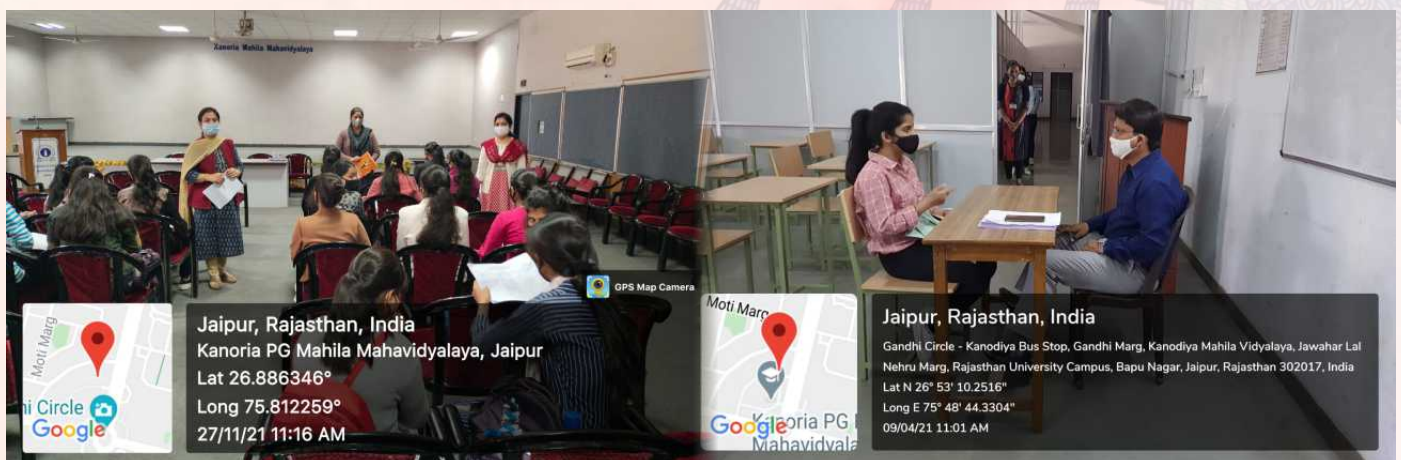 Kanoria Mahila Mahavidyalaya
GPS Map Camera
Moti Marg
ni Circle
Google
Jaipur, Rajasthan, India
Kanoria PG Mahila Mahavidyalaya, Jaipur
Lat 26.886346°
Long 75.812259°
27/11/21 11:16 AM
Moti Marg
Google
oria PG
Mahavidyala
Jaipur, Rajasthan, India
Gandhi Circle - Kanodiya Bus Stop, Gandhi Marg, Kanodiya Mahila Vidyalaya, Jawahar Lal
Nehru Marg, Rajasthan University Campus, Bapu Nagar, Jaipur, Rajasthan 302017, India
Lat N 26° 53' 10.2516"
Long E 75° 48' 44.3304"
09/04/21 11:01 AM